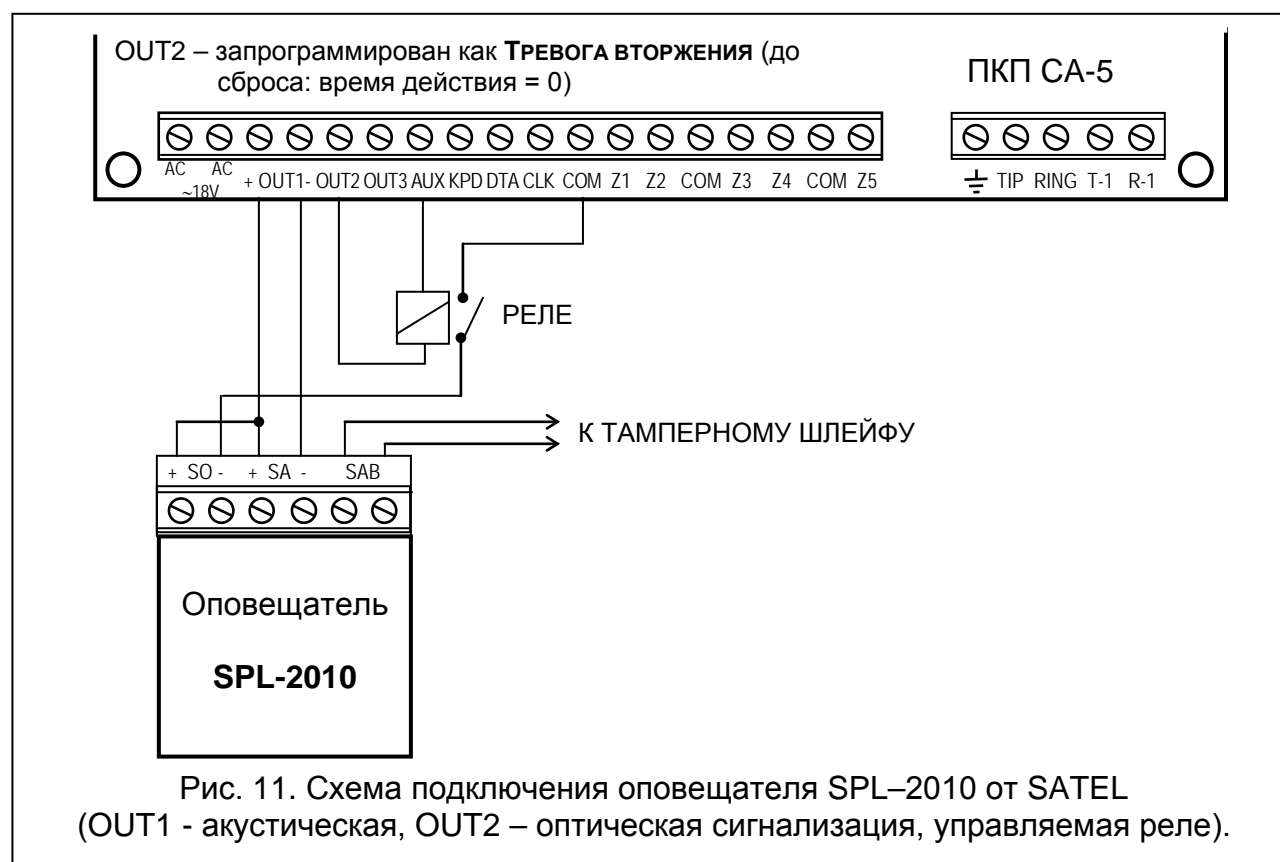 OUT2 – запрограммирован как ТРЕВОГА ВТОРЖЕНИЯ (до
сброса: время действия = 0)
ПКП CA-5
AC AC
~18V
+ OUT1- OUT2 OUT3 AUX KPD DTA CLK COM Z1 Z2 COM Z3 Z4 COM Z5
TIP RING T-1 R-1
РЕЛЕ
К ТАМПЕРНОМУ ШЛЕЙФУ
+ SO - + SA - SAB
Оповещатель
SPL-2010
Рис. 11. Схема подключения оповещателя SPL–2010 от SATEL
(OUT1 - акустическая, OUT2 – оптическая сигнализация, управляемая реле).